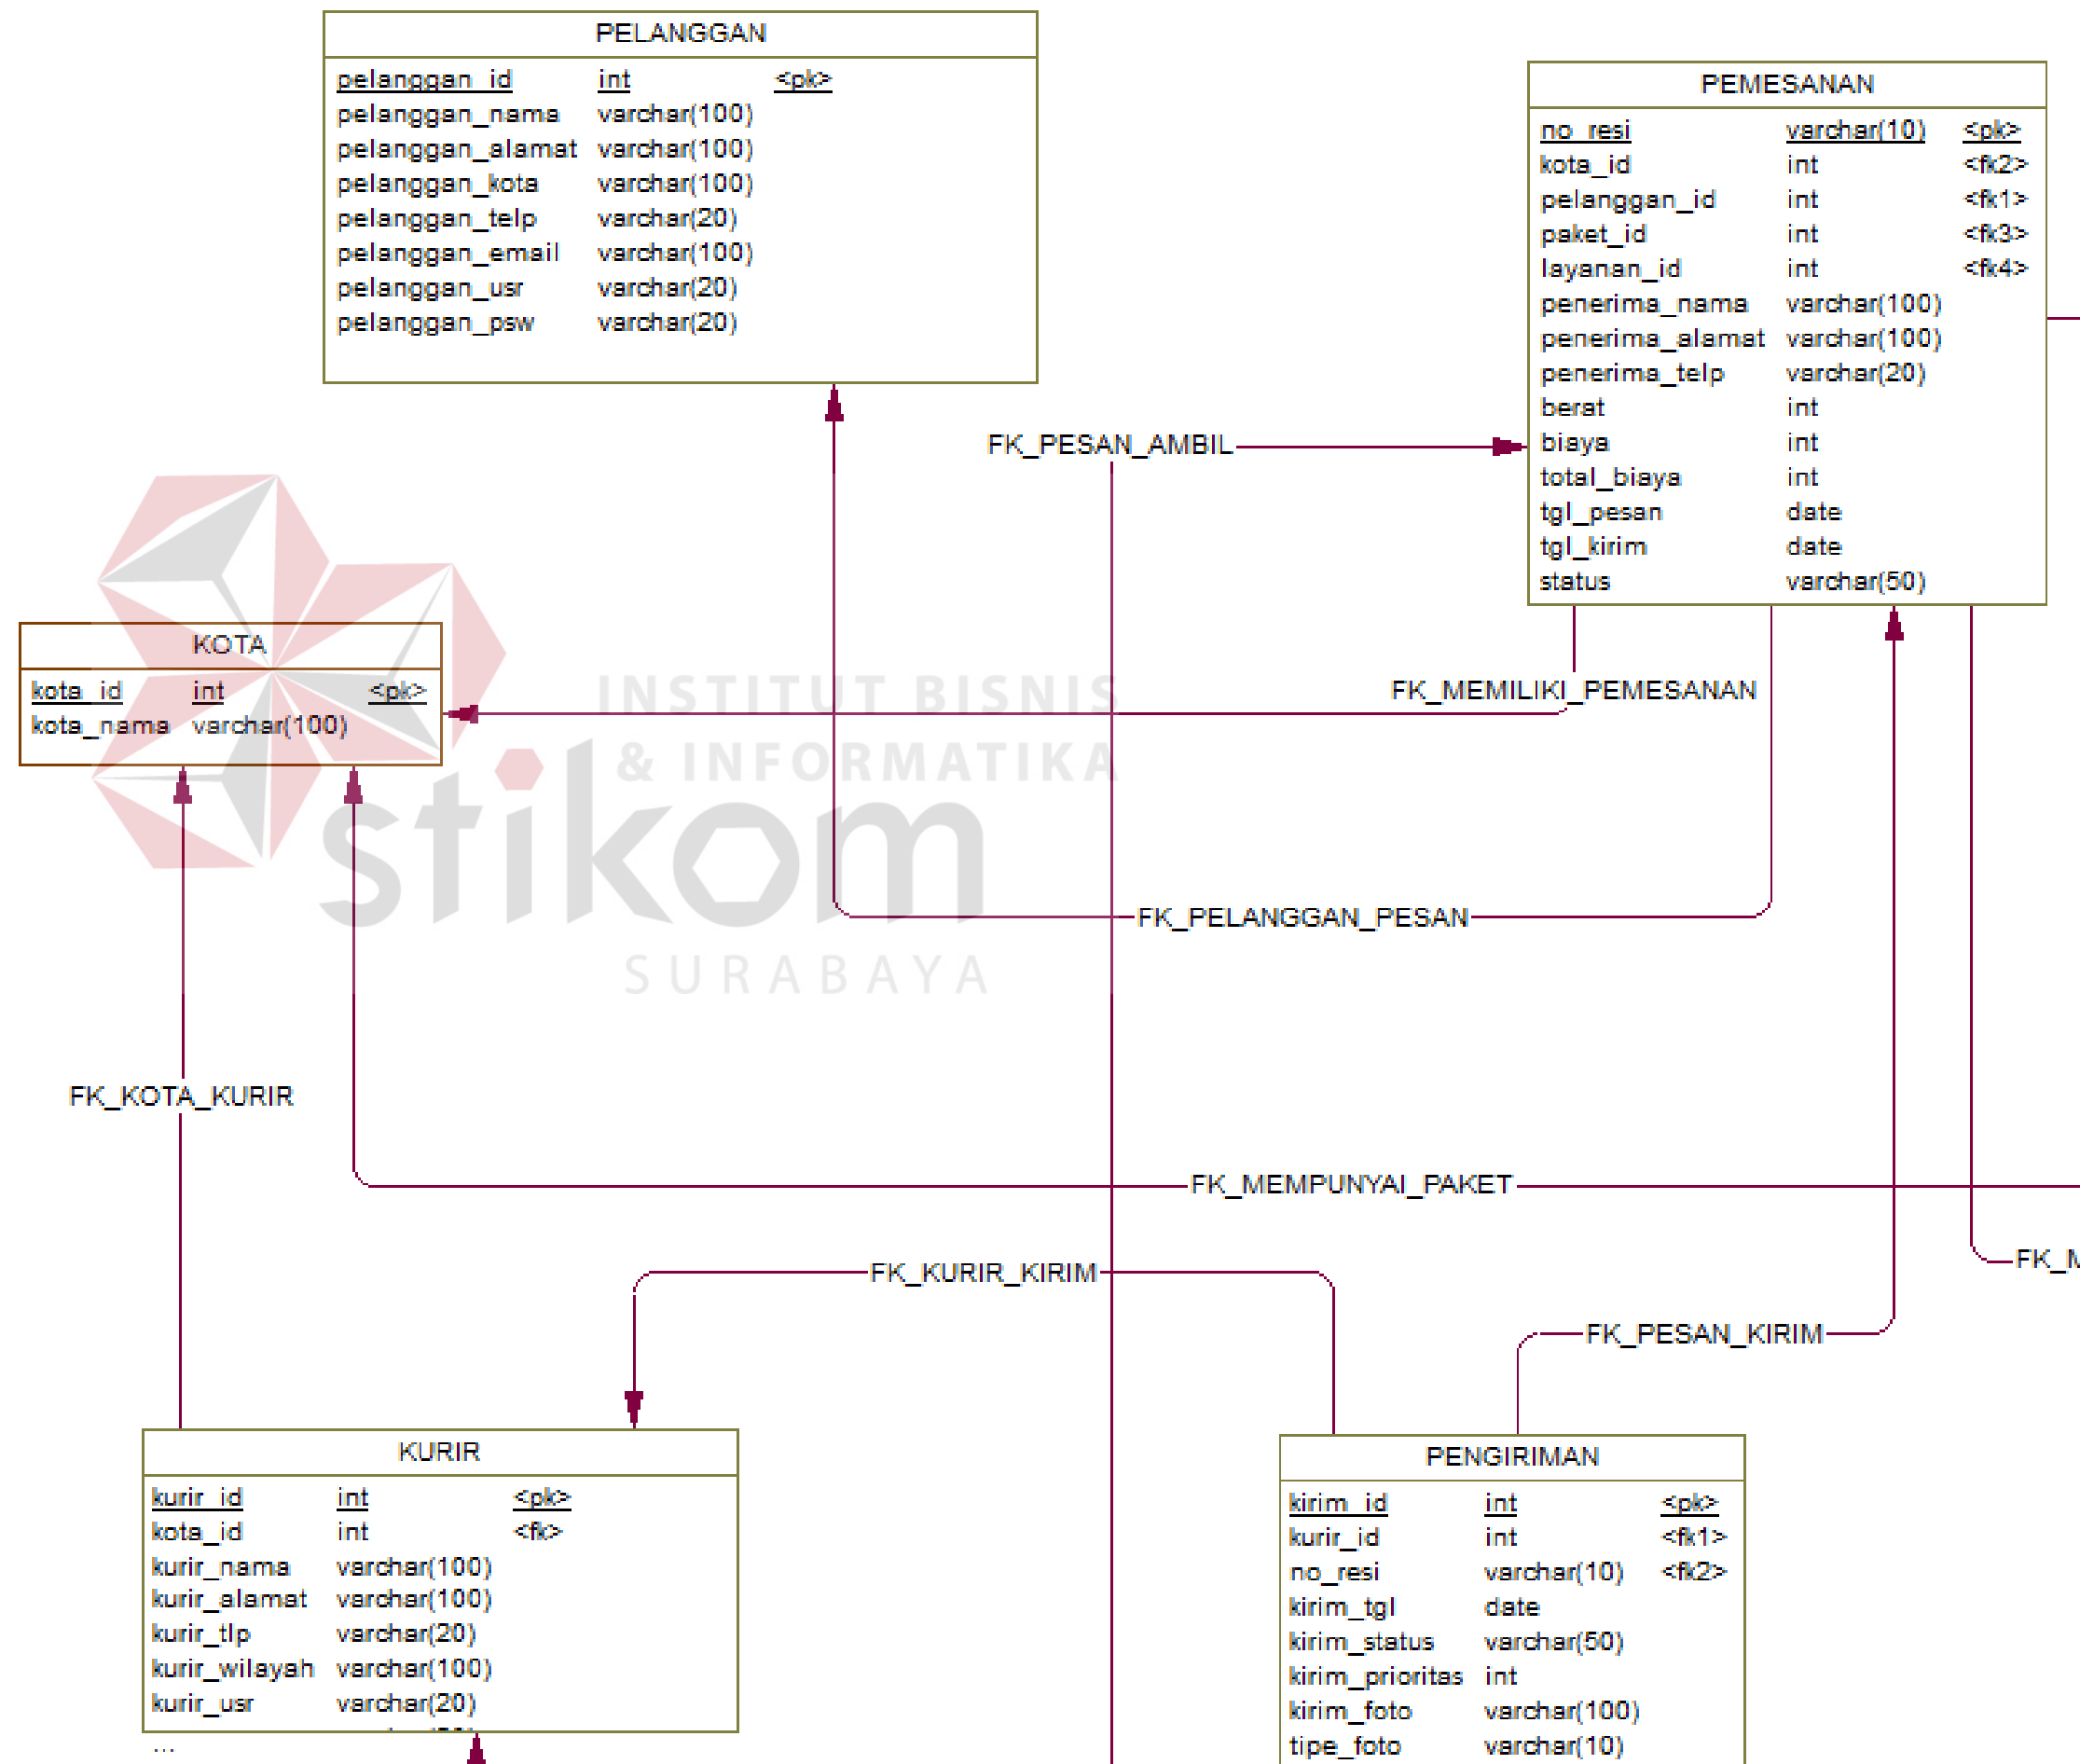 PELANGGAN
pelanggan_id int <pk>
pelanggan_nama varchar(100)
pelanggan_alamat varchar(100)
pelanggan_kota varchar(100)
pelanggan_telp varchar(20)
pelanggan_email varchar(100)
pelanggan_usr varchar(20)
pelanggan_psw varchar(20)
PEMESANAN
no_resi varchar(10) <pk>
kota_id int <fk2>
pelanggan_id int <fk1>
paket_id int <fk3>
layanan_id int <fk4>
penerima_nama varchar(100)
penerima_alamat varchar(100)
penerima_telp varchar(20)
berat int
biaya int
total_biaya int
tgl_pesan date
tgl_kirim date
status varchar(50)
FK_PESAN_AMBIL
KOTA
kota_id int <pk>
kota_nama varchar(100)
INSTITUT BISNIS
& INFORMATIKA
stikom
SURABAYA
FK_MEMILIKI_PEMESANAN
FK_PELANGGAN_PESAN
FK_KOTA_KURIR
FK_MEMPUNYAI_PAKET
FK_KURIR_KIRIM
FK_PESAN_KIRIM
KURIR
kurir_id int <pk>
kota_id int <fk>
kurir_nama varchar(100)
kurir_alamat varchar(100)
kurir_tlp varchar(20)
kurir_wilayah varchar(100)
kurir_usr varchar(20)
...
PENGIRIMAN
kirim_id int <pk>
kurir_id int <fk1>
no_resi varchar(10) <fk2>
kirim_tgl date
kirim_status varchar(50)
kirim_prioritas int
kirim_foto varchar(100)
tipe_foto varchar(10)